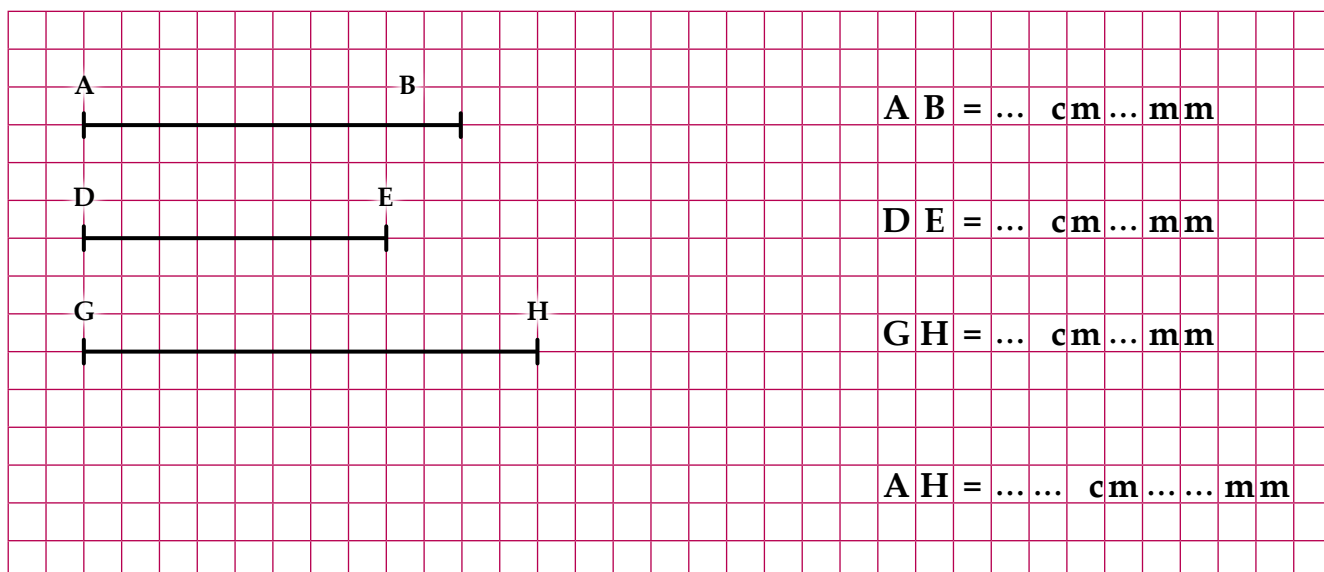 A B
A B = ... cm ... mm
D E
D E = ... cm ... mm
G H
G H = ... cm ... mm
A H = ... ... cm ... ... mm